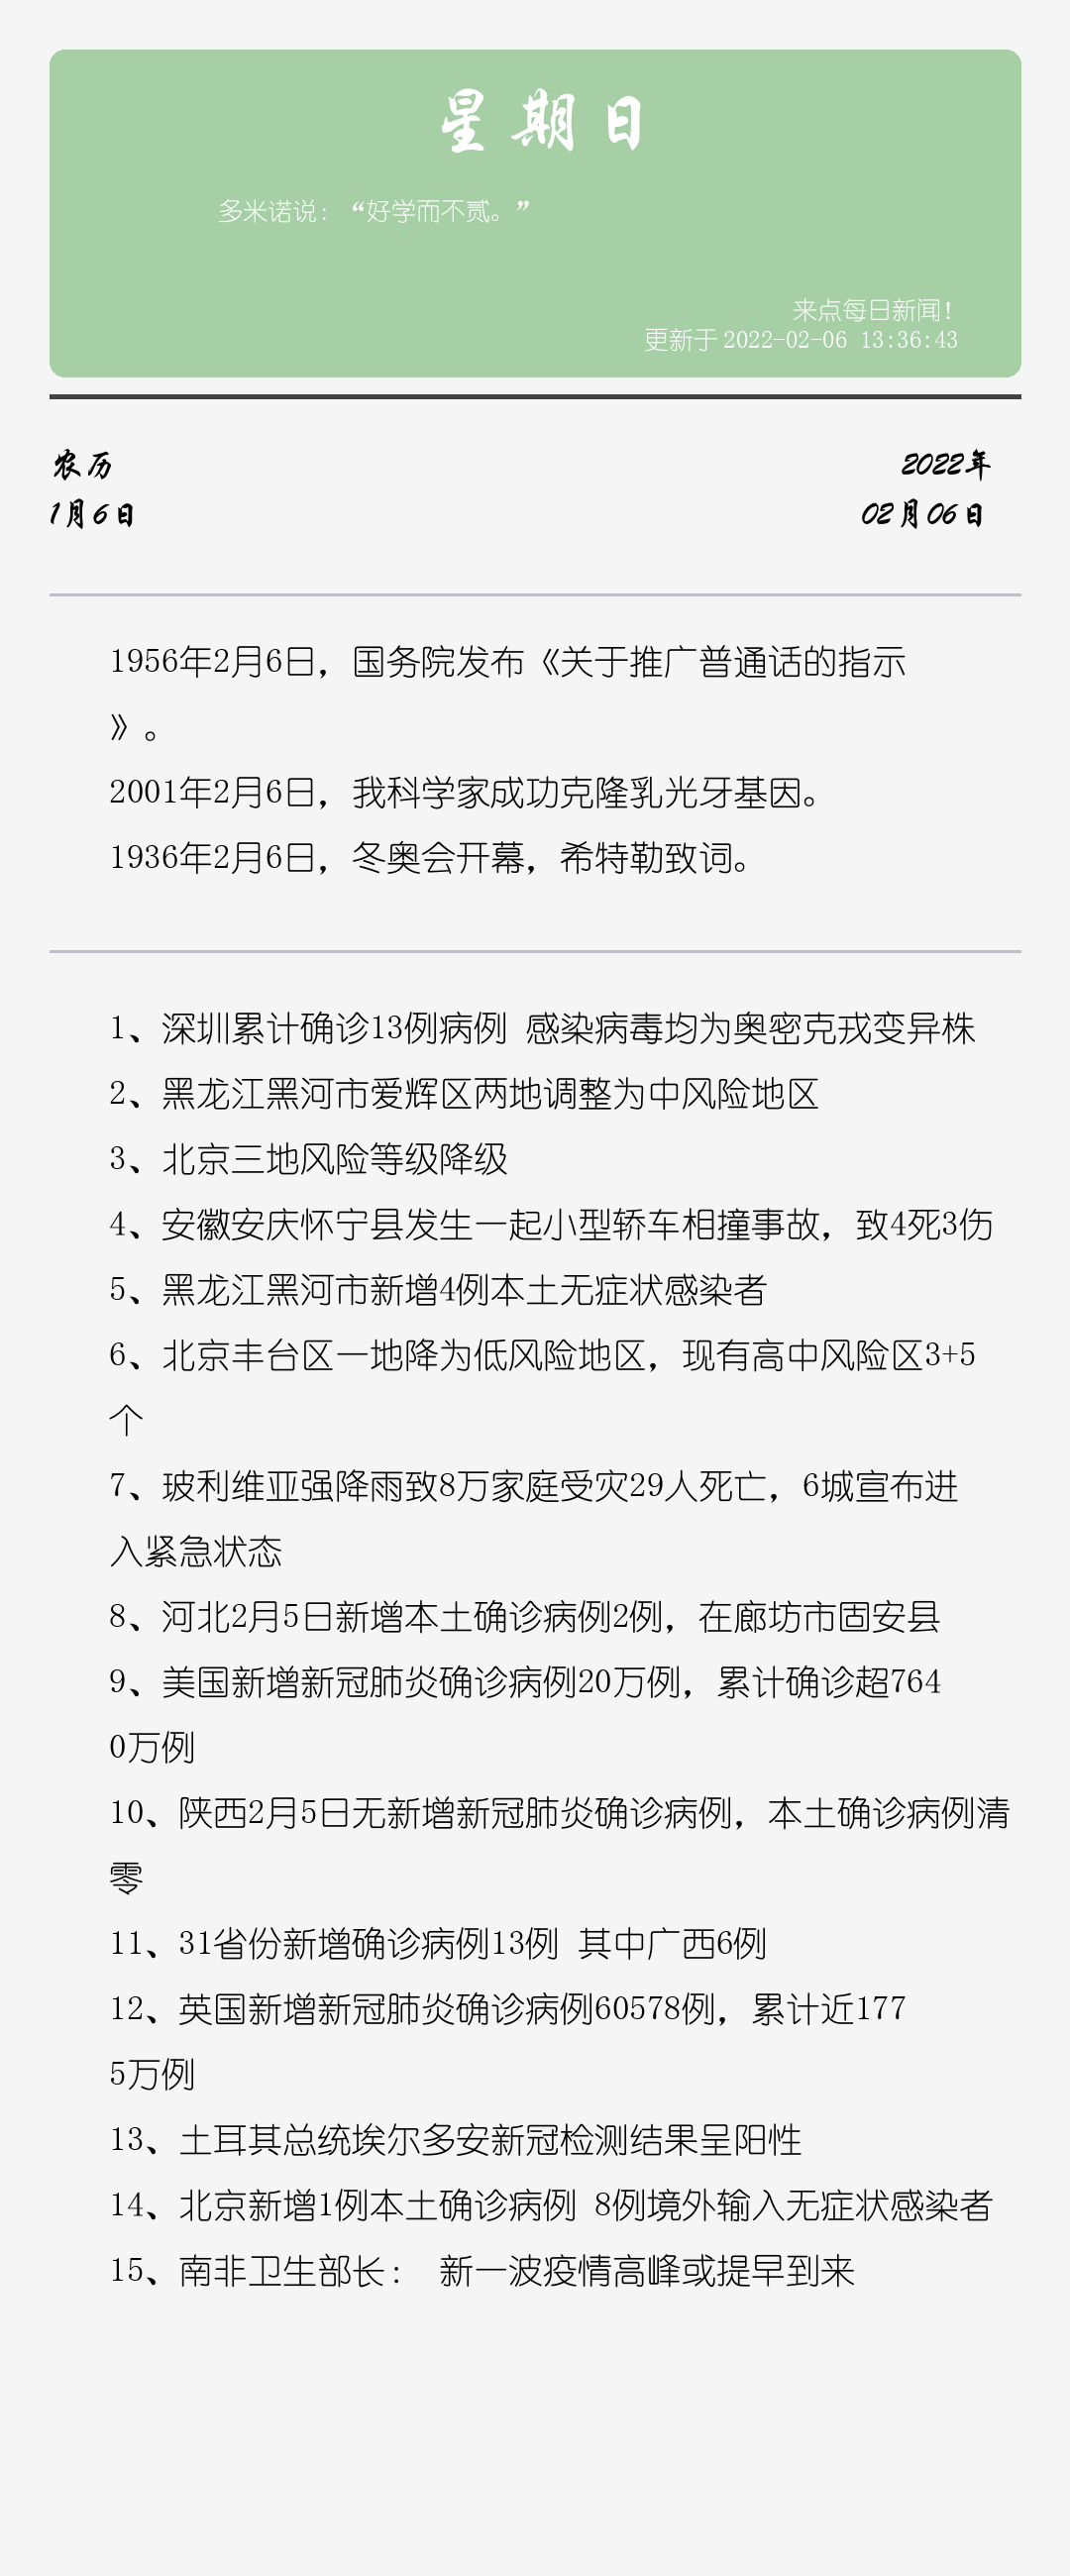 星期日
多米诺说：“好学而不贰。”
来点每日新闻！
更新于 2022-02-06 13:36:43
农历
2022年
1月6日
02月06日
1956年2月6日，国务院发布《关于推广普通话的指示
》。
2001年2月6日，我科学家成功克隆乳光牙基因。
1936年2月6日，冬奥会开幕，希特勒致词。
1、深圳累计确诊13例病例 感染病毒均为奥密克戎变异株
2、黑龙江黑河市爱辉区两地调整为中风险地区
3、北京三地风险等级降级
4、安徽安庆怀宁县发生一起小型轿车相撞事故，致4死3伤
5、黑龙江黑河市新增4例本土无症状感染者
6、北京丰台区一地降为低风险地区，现有高中风险区3+5
个
7、玻利维亚强降雨致8万家庭受灾29人死亡，6城宣布进
入紧急状态
8、河北2月5日新增本土确诊病例2例，在廊坊市固安县
9、美国新增新冠肺炎确诊病例20万例，累计确诊超764
0万例
10、陕西2月5日无新增新冠肺炎确诊病例，本土确诊病例清
零
11、31省份新增确诊病例13例 其中广西6例
12、英国新增新冠肺炎确诊病例60578例，累计近177
5万例
13、土耳其总统埃尔多安新冠检测结果呈阳性
14、北京新增1例本土确诊病例 8例境外输入无症状感染者
15、南非卫生部长： 新一波疫情高峰或提早到来